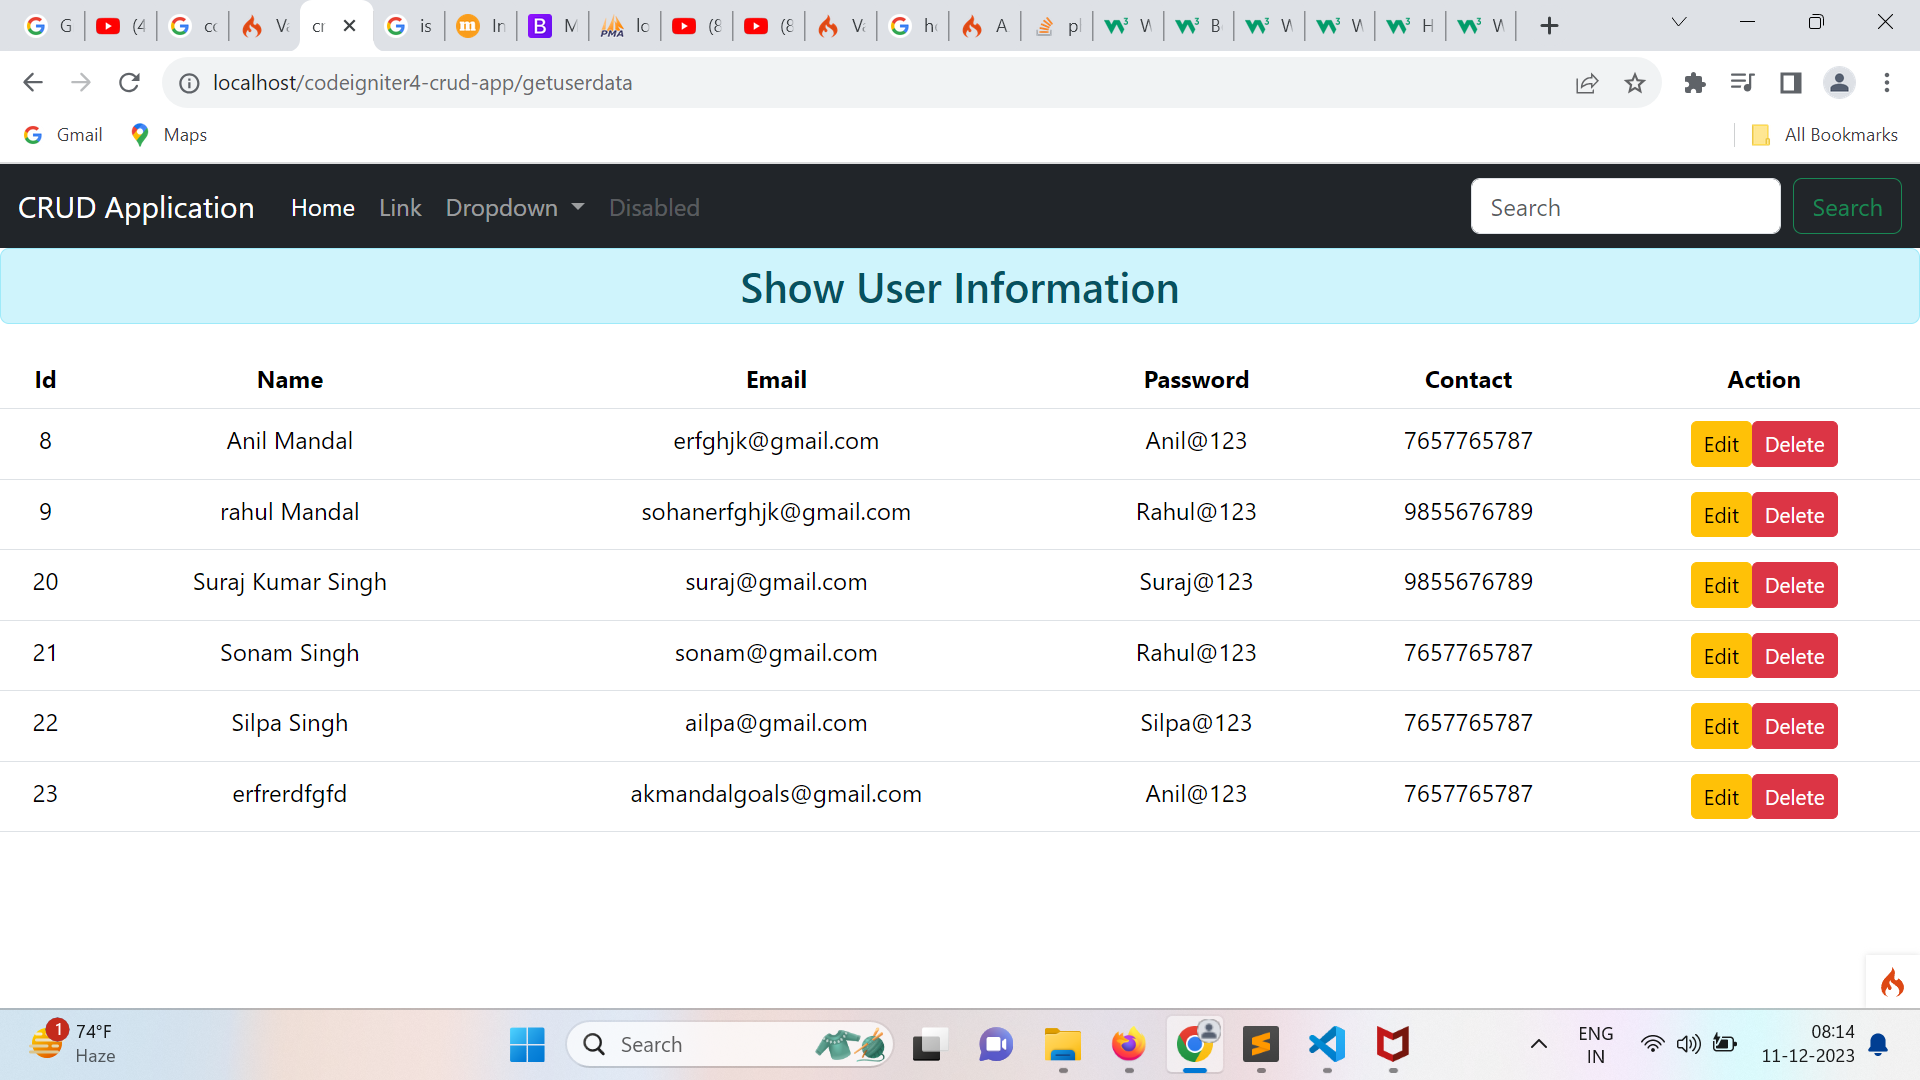 G (4 co Va cr is In M lo (8 (8 Va ho A pl W B W W H W
localhost/codeigniter4-crud-app/getuserdata
Gmail Maps All Bookmarks
CRUD Application Home Link Dropdown Disabled Search Search
Show User Information
Id Name Email Password Contact Action
8 Anil Mandal erfghjk@gmail.com Anil@123 7657765787 Edit Delete
9 rahul Mandal sohanerfghjk@gmail.com Rahul@123 9855676789 Edit Delete
20 Suraj Kumar Singh suraj@gmail.com Suraj@123 9855676789 Edit Delete
21 Sonam Singh sonam@gmail.com Rahul@123 7657765787 Edit Delete
22 Silpa Singh ailpa@gmail.com Silpa@123 7657765787 Edit Delete
23 erfrerdfgfd akmandalgoals@gmail.com Anil@123 7657765787 Edit Delete
1 74°F Search ENG 08:14
Haze IN 11-12-2023